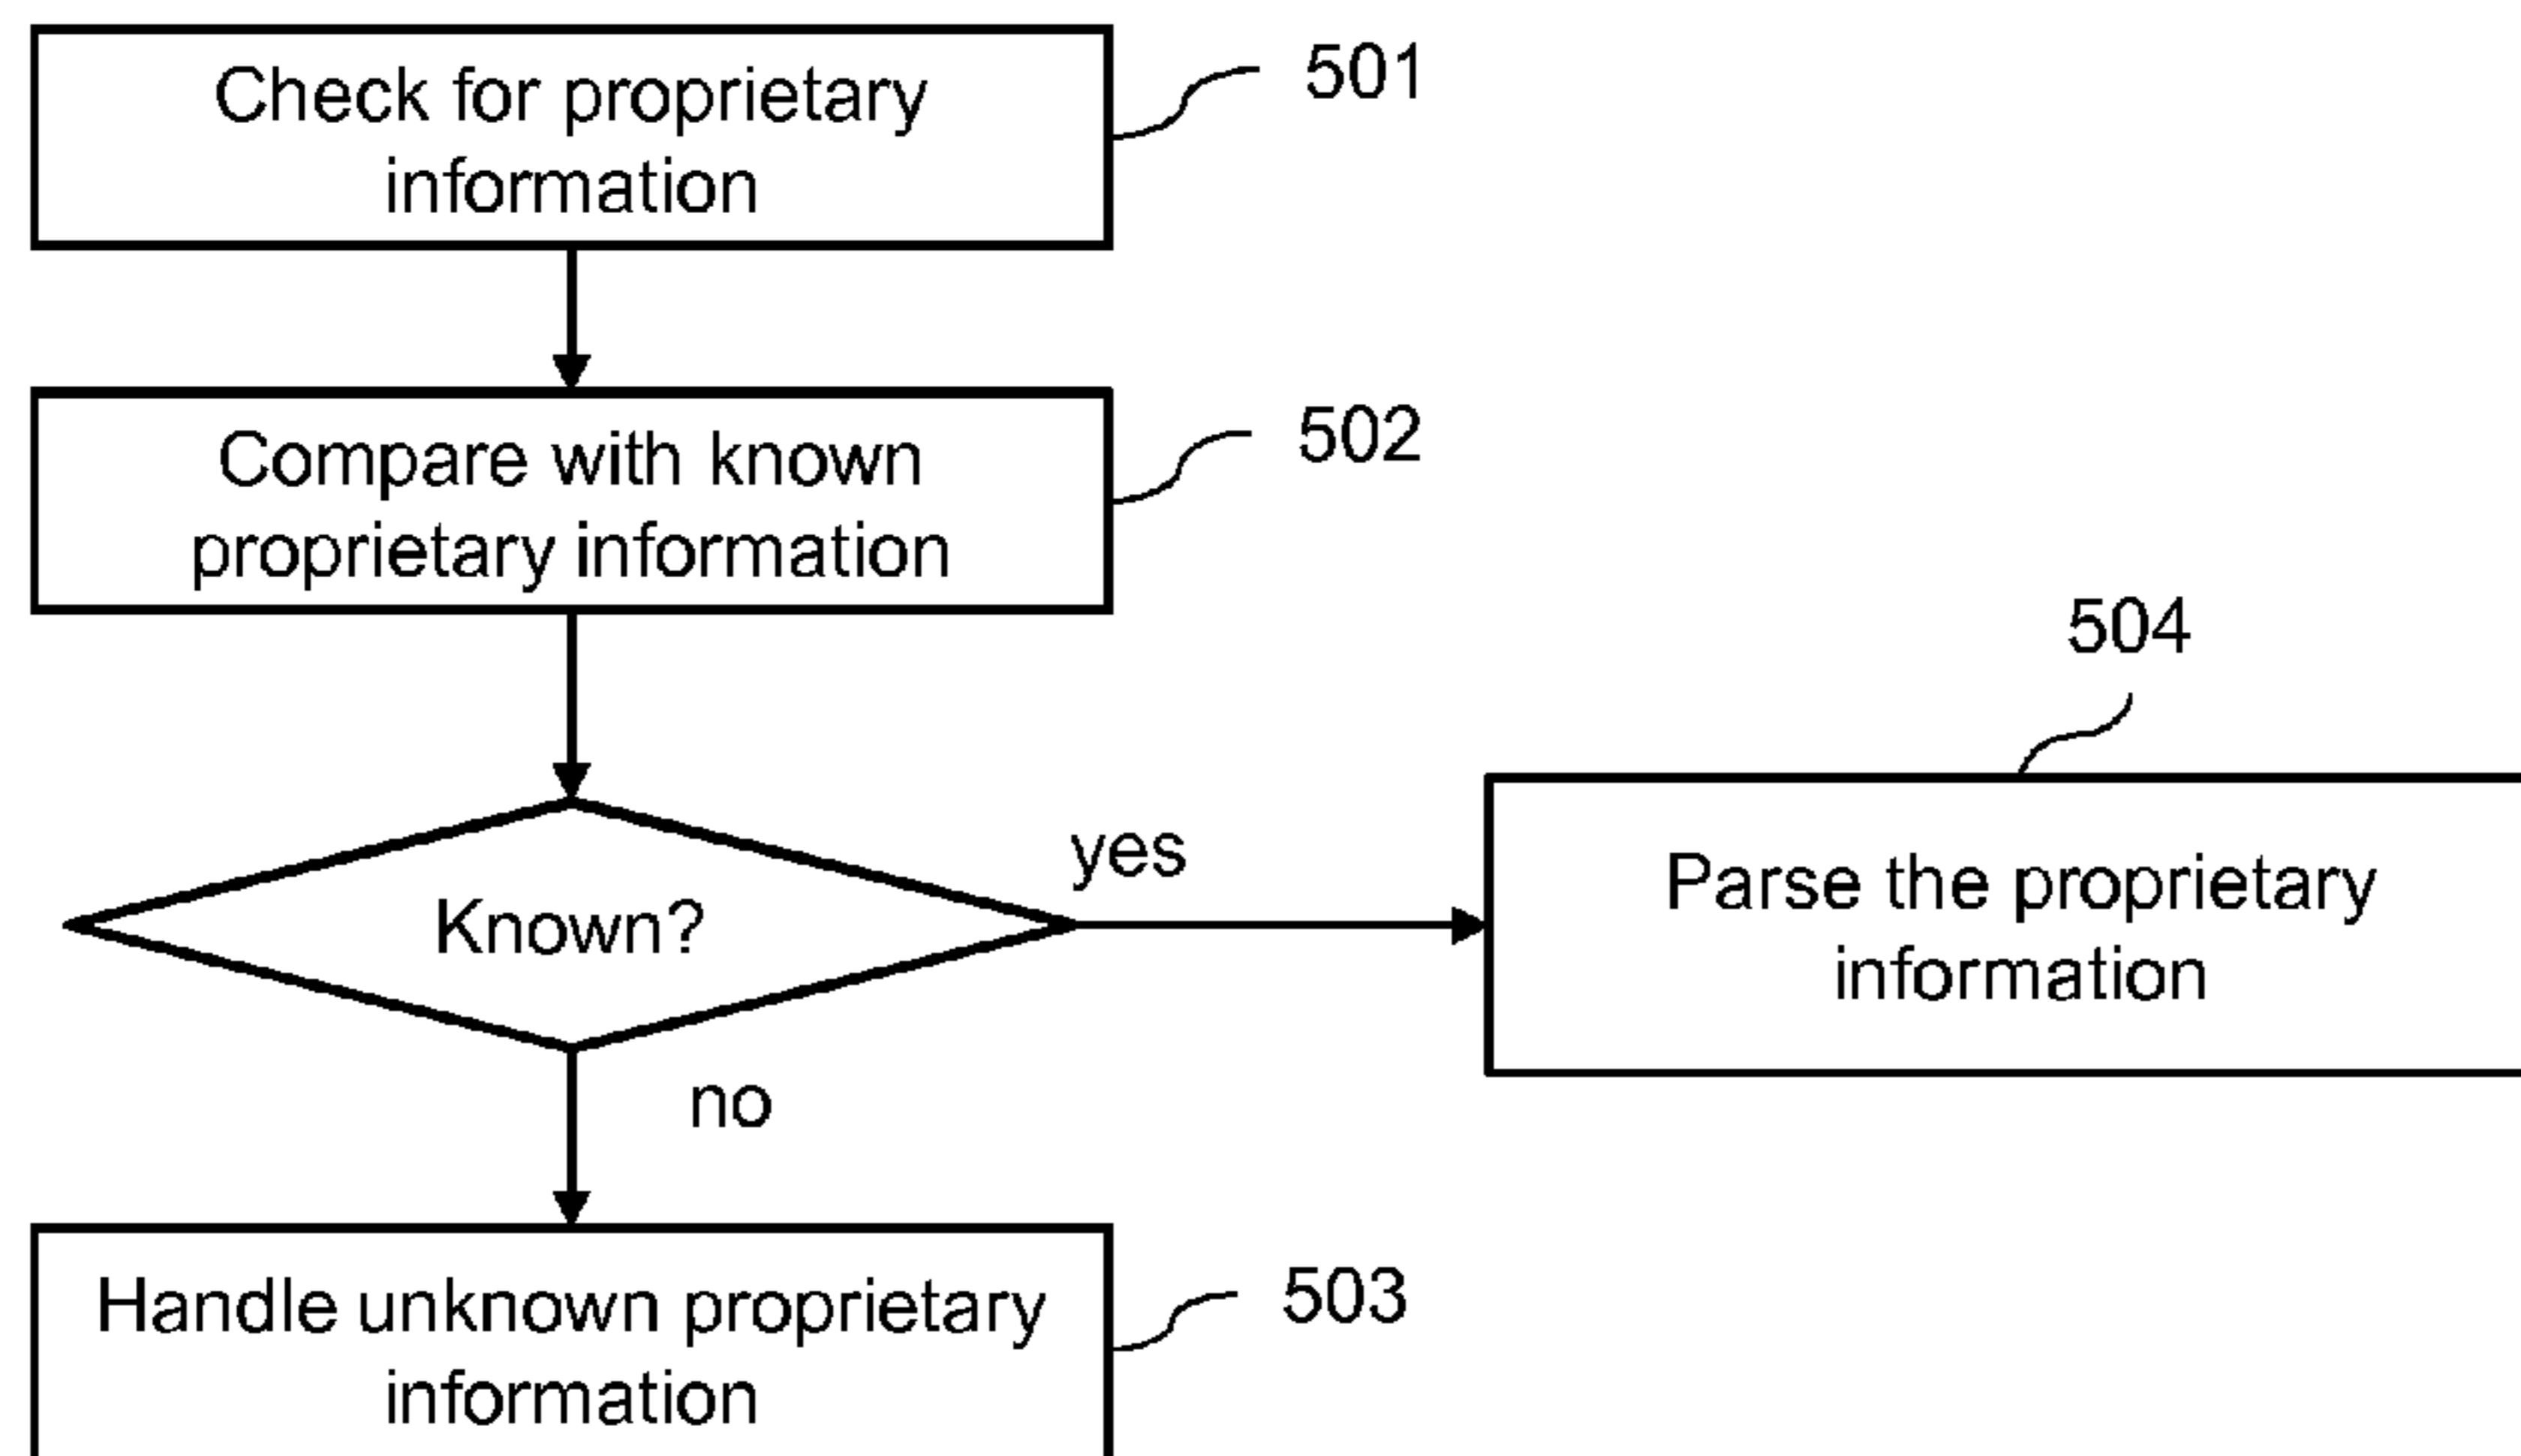 Check for proprietary
information
501
Compare with known
proprietary information
502
504
Known?
yes
Parse the proprietary
information
no
Handle unknown proprietary
information
503